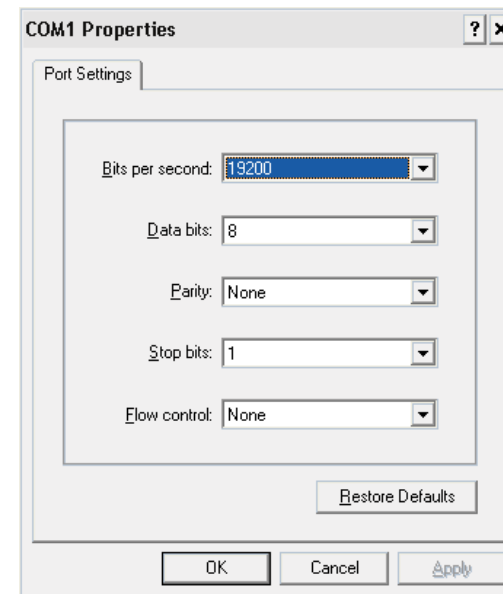 COM1 Properties ? x
Port Settings
Bits per second: 19200
Data bits: 8
Parity: None
Stop bits: 1
Flow control: None
Restore Defaults
OK Cancel Apply